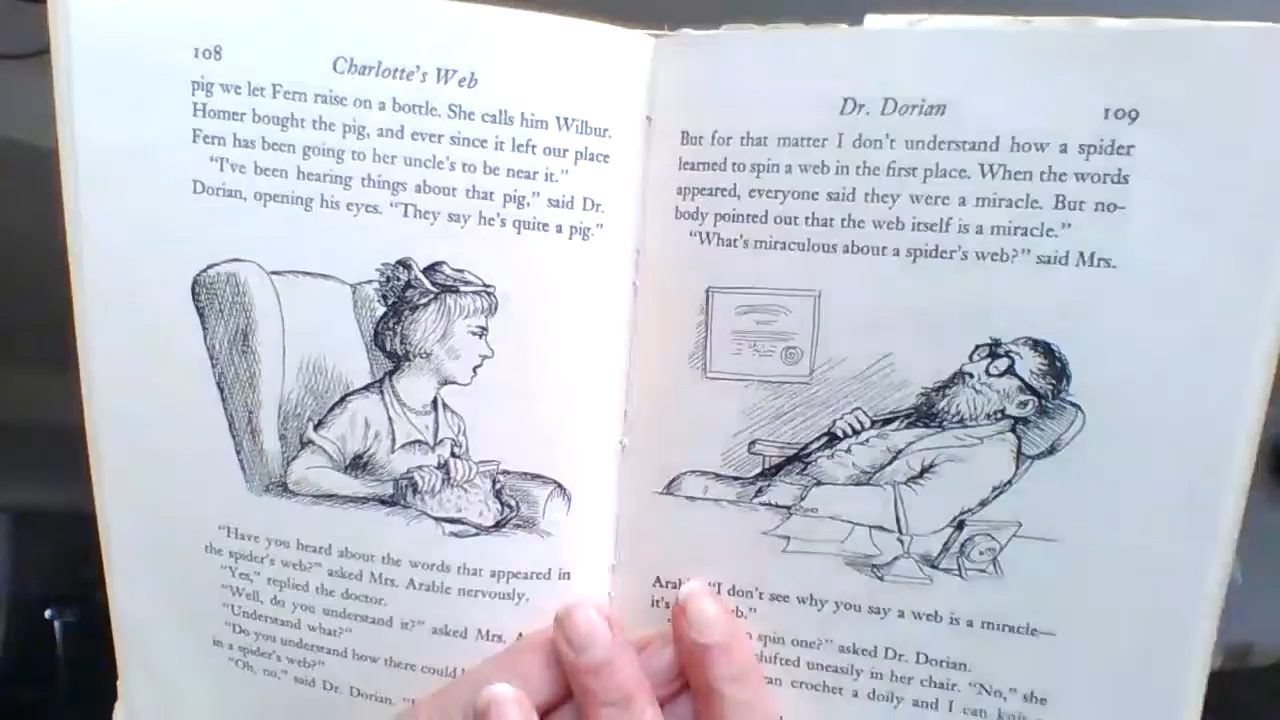 108
Charlotte's Web
pig we let Fern raise on a bottle. She calls him Wilbur.
Homer bought the pig, and ever since it left our place
Fern has been going to her uncle's to be near it."
"I've been hearing things about that pig," said Dr.
Dorian, opening his eyes. "They say he's quite a pig."
"Have you heard about the words that appeared in
the spider's web?" asked Mrs. Arable nervously.
"Yes," replied the doctor.
"Well, do you understand it?" asked Mrs.
"Understand what?"
"Do you understand how there could
in a spider's web?"
"Oh, no," said Dr. Dorian.
Dr. Dorian
109
But for that matter I don't understand how a spider
learned to spin a web in the first place. When the words
appeared, everyone said they were a miracle. But no-
body pointed out that the web itself is a miracle."
"What's miraculous about a spider's web?" said Mrs.
"I don't see why you say a web is a miracle—
it's
spin one?" asked Dr. Dorian.
shifted uneasily in her chair. "No," she
crochet a doily and I can